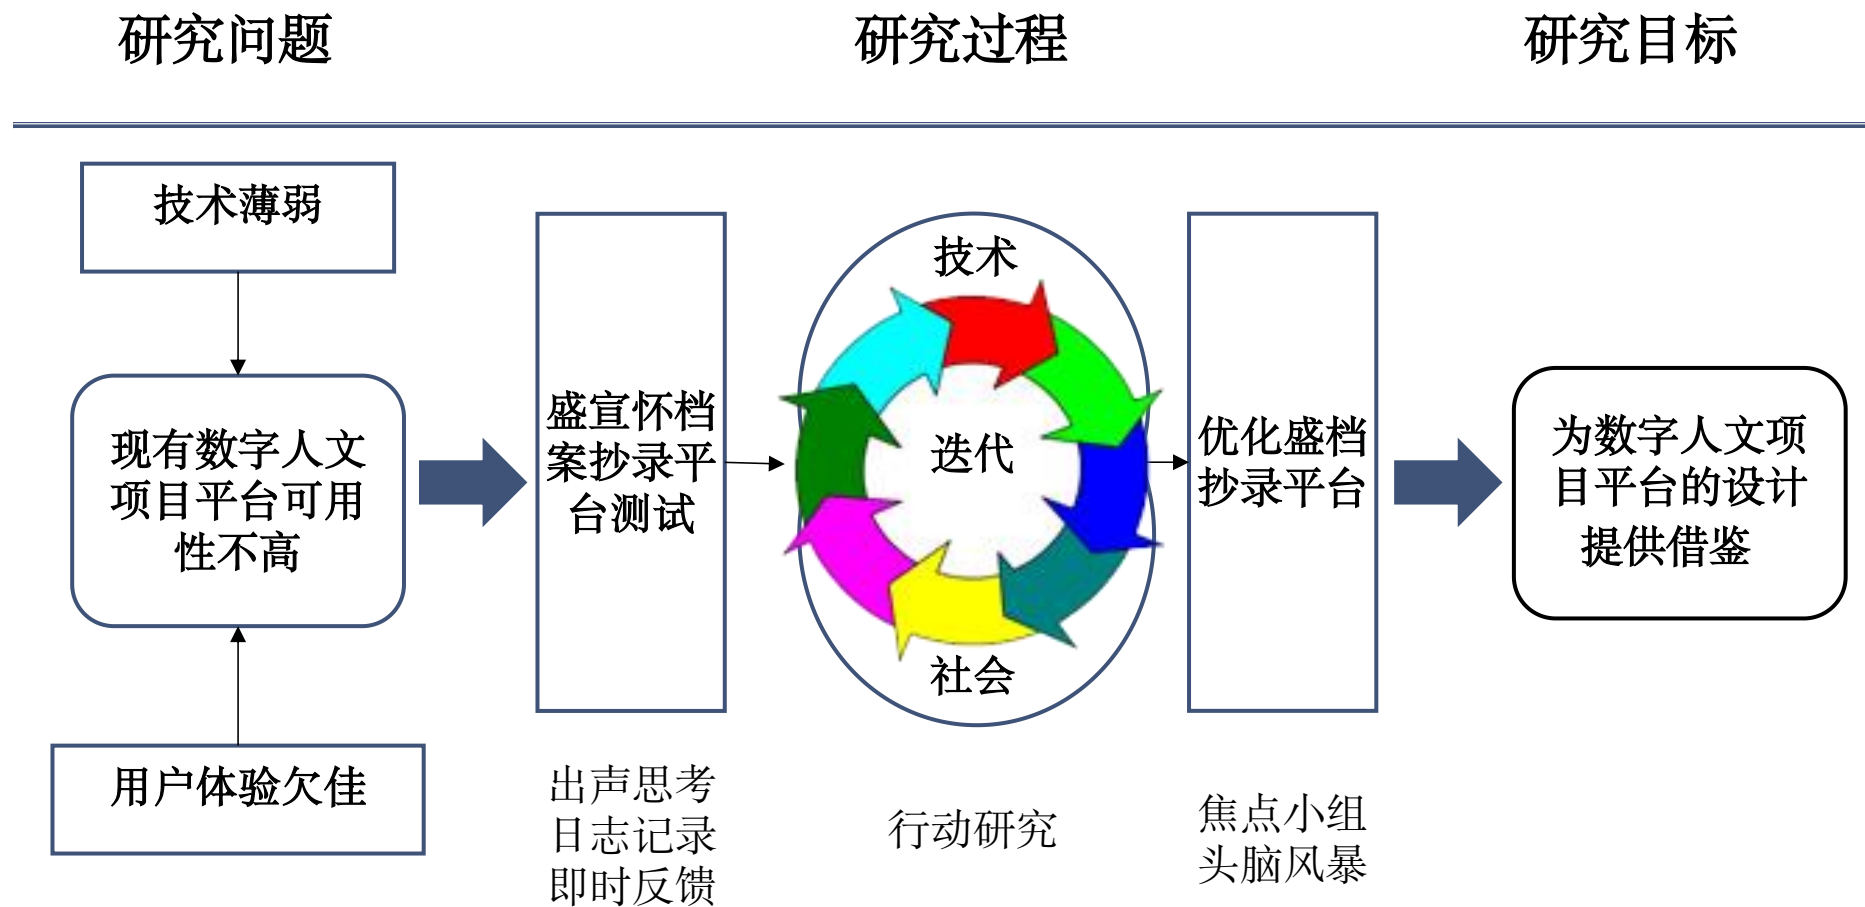 研究问题
研究过程
研究目标
技术薄弱
现有数字人文
项目平台可用
性不高
用户体验欠佳
盛宣怀档
案抄录平
台测试
出声思考
日志记录
即时反馈
技术
迭代
社会
行动研究
优化盛档
抄录平台
焦点小组
头脑风暴
为数字人文项
目平台的设计
提供借鉴